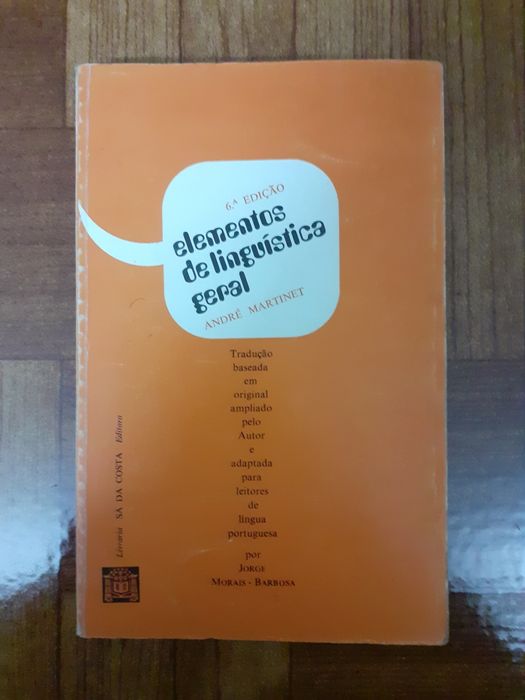 6.ª EDIÇÃO
elementos
de linguística
geral
ANDRÉ MARTINET
Tradução
baseada
em
original
ampliado
pelo
Autor
e
adaptada
para
leitores
de
língua
portuguesa
por
JORGE
MORAIS - BARBOSA
Livraria SÁ DA COSTA Editora